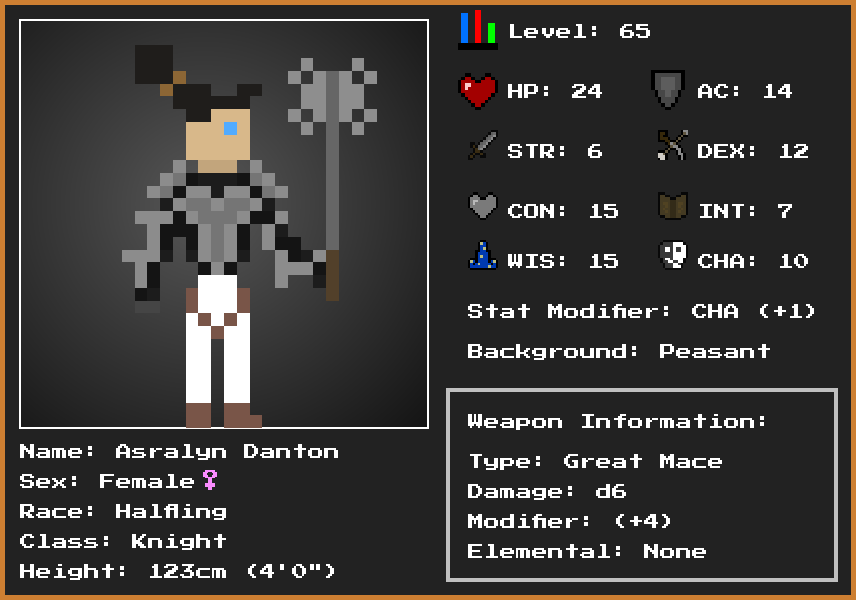 Level: 65
HP: 24
AC: 14
STR: 6
DEX: 12
CON: 15
INT: 7
WIS: 15
CHA: 10
Stat Modifier: CHA (+1)
Background: Peasant
Weapon Information:
Type: Great Mace
Damage: d6
Modifier: (+4)
Elemental: None
Name: Asralyn Danton
Sex: Female♀
Race: Halfling
Class: Knight
Height: 123cm (4'0")